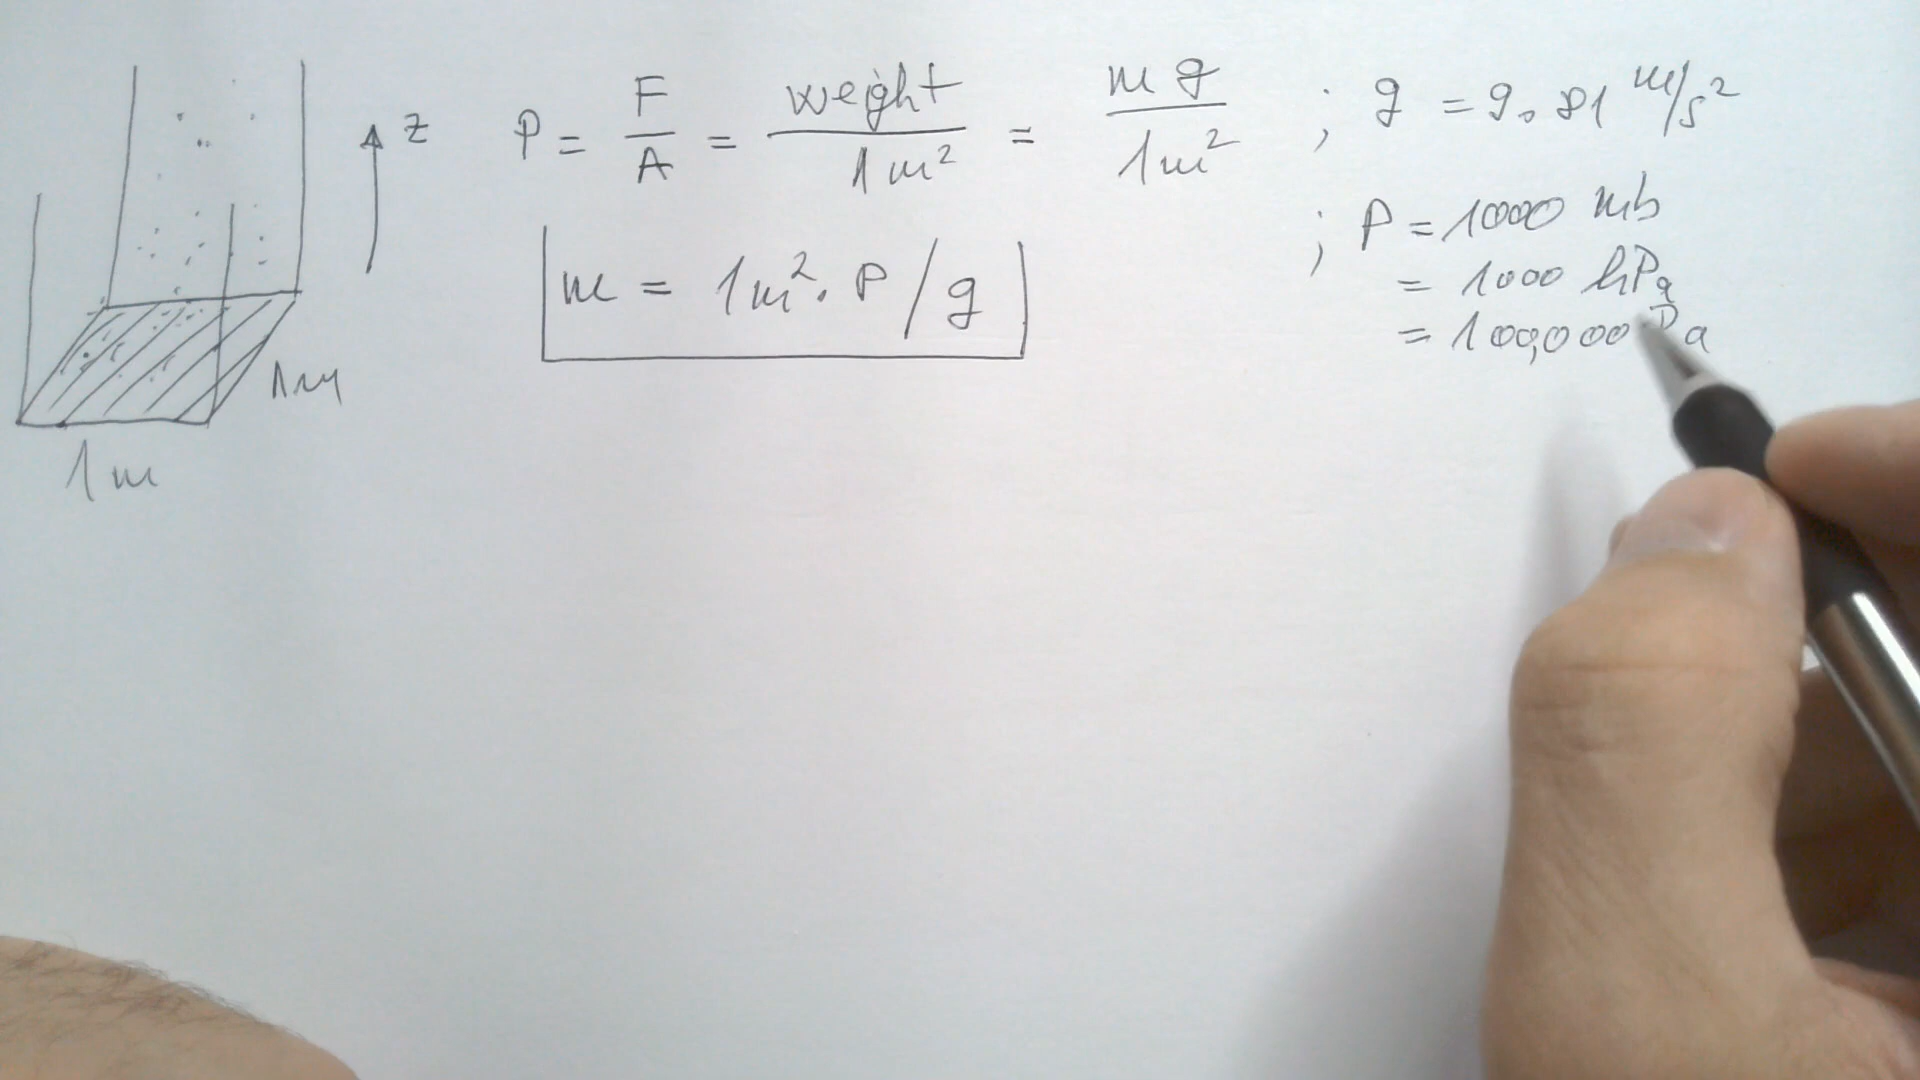 P = F/A = weight/1m² = mg/1m² ; g = 9.81 m/s²
; P = 1000 mb
= 1000 hPa
= 100,000 Pa
m = 1m² · P/g
z
1m
1m